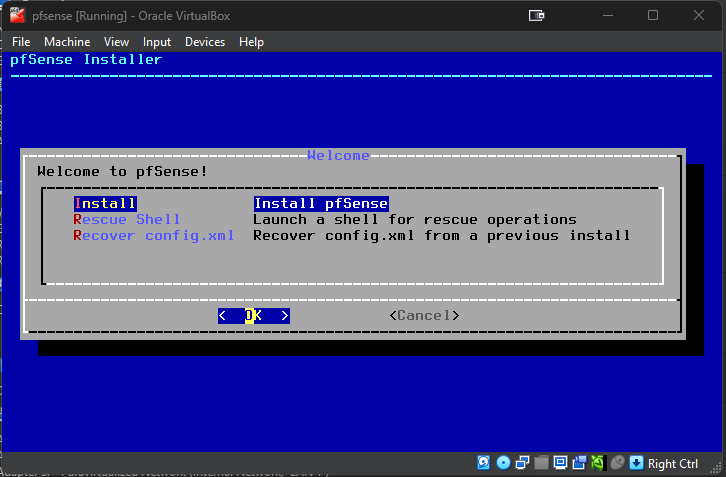 pfsense [Running] - Oracle VirtualBox
File Machine View Input Devices Help
pfSense Installer
Welcome
Welcome to pfSense!
Install Install pfSense
Rescue Shell Launch a shell for rescue operations
Recover config.xml Recover config.xml from a previous install
< OK > <Cancel>
Right Ctrl